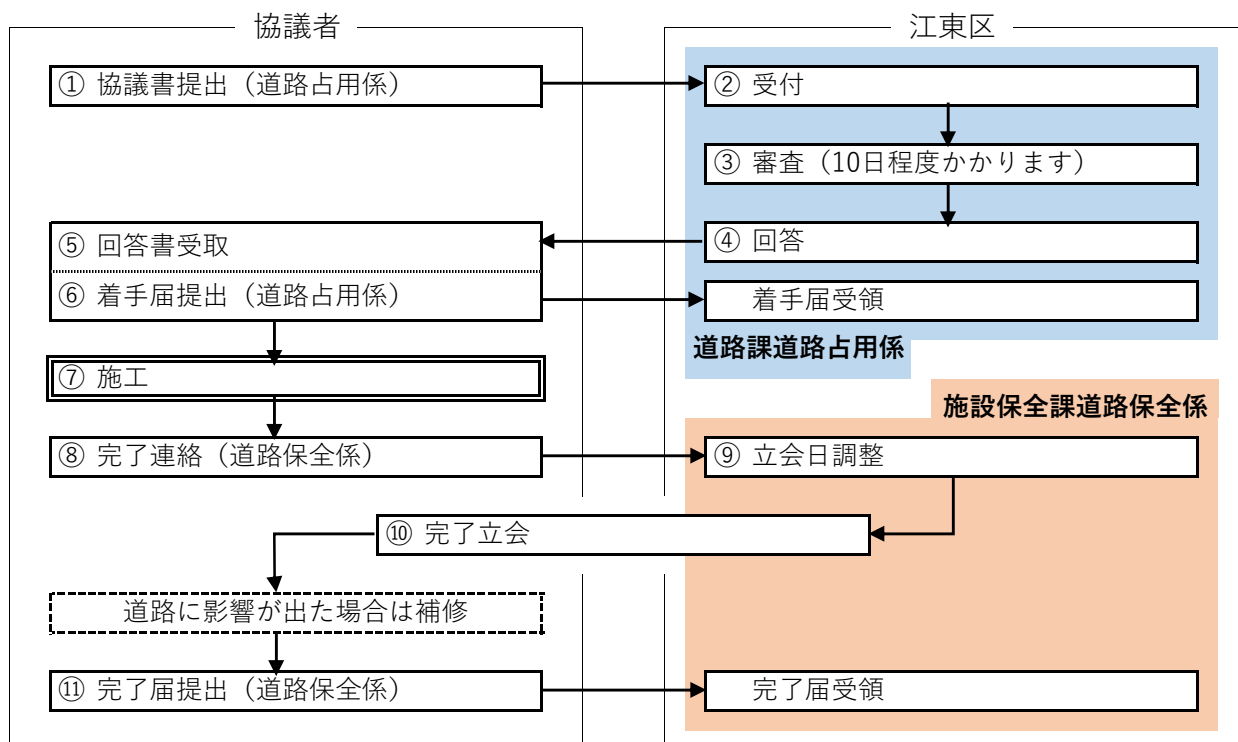 協議者
江東区
① 協議書提出（道路占用係）
② 受付
③ 審査（10日程度かかります）
④ 回答
⑤ 回答書受取
⑥ 着手届提出（道路占用係）
着手届受領
道路課道路占用係
⑦ 施工
施設保全課道路保全係
⑧ 完了連絡（道路保全係）
⑨ 立会日調整
⑩ 完了立会
道路に影響が出た場合は補修
⑪ 完了届提出（道路保全係）
完了届受領